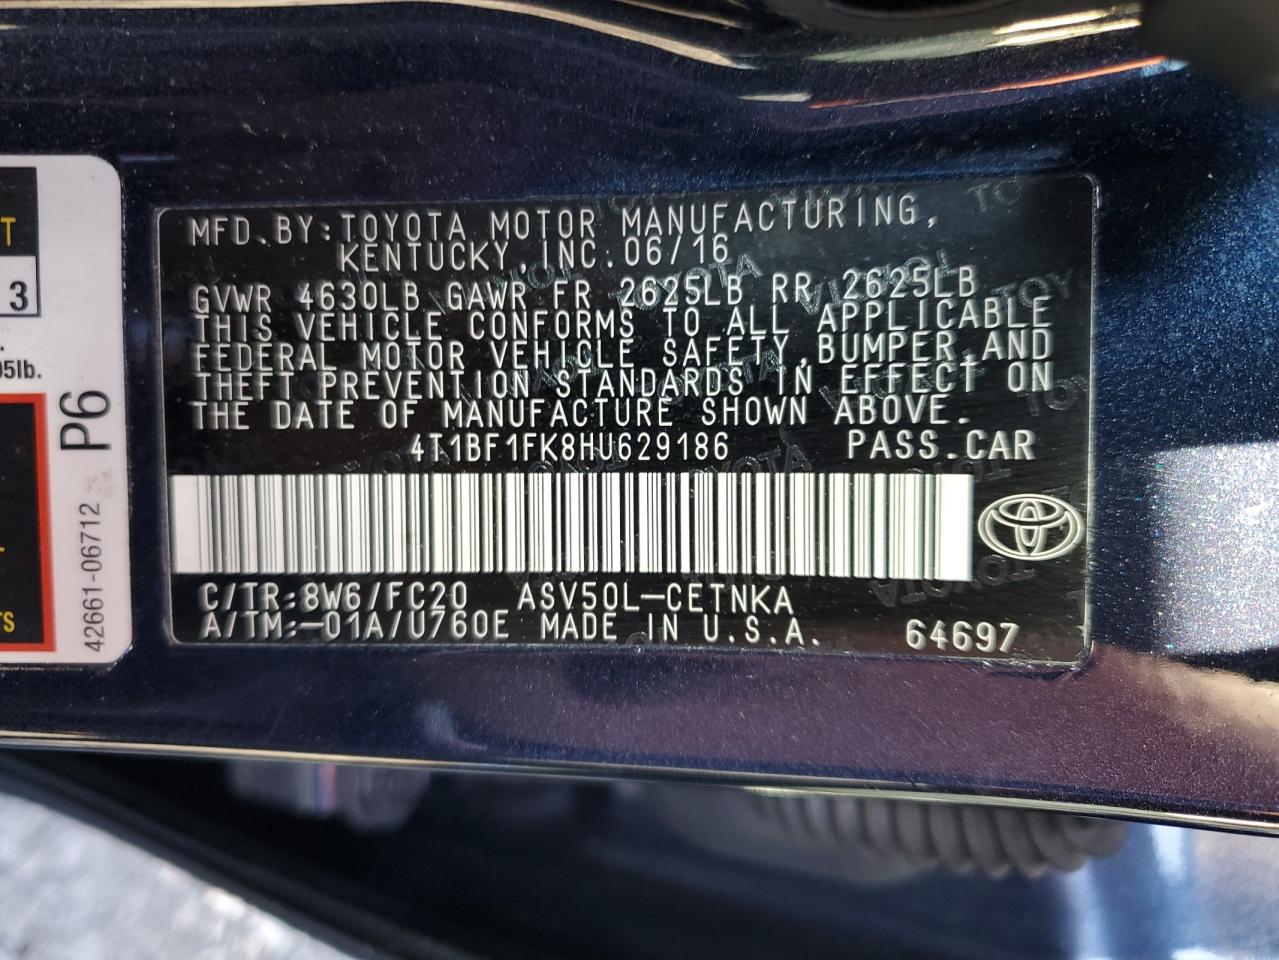 MFD.BY:TOYOTA MOTOR MANUFACTURING,
KENTUCKY,INC.06/16
GVWR 4630LB GAWR FR 2625LB RR 2625LB
THIS VEHICLE CONFORMS TO ALL APPLICABLE
FEDERAL MOTOR VEHICLE SAFETY,BUMPER,AND
THEFT PREVENTION STANDARDS IN EFFECT ON
THE DATE OF MANUFACTURE SHOWN ABOVE.
4T1BF1FK8HU629186 PASS.CAR
C/TR:8W6/FC20 ASV50L-CETNKA
A/TM:-01A/U760E MADE IN U.S.A. 64697
3
P6
42661-06712